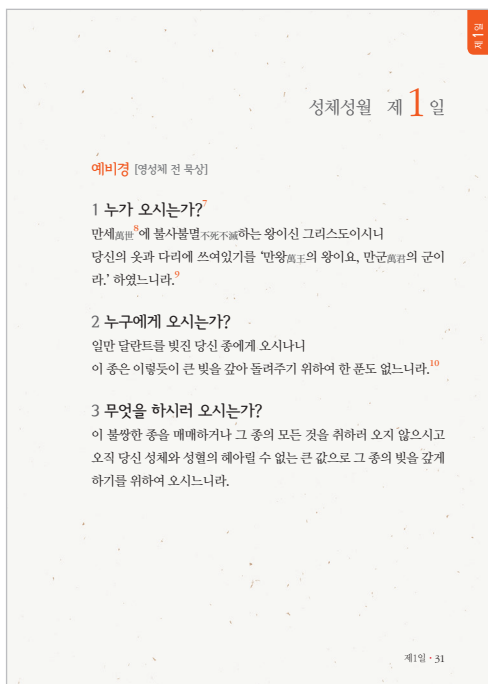 제1일
성체성월 제1일
예비경 [영성체 전 묵상]
1 누가 오시는가?7
만세萬世8에 불사불멸不死不滅하는 왕이신 그리스도이시니
당신의 옷과 다리에 쓰여있기를 ‘만왕萬王의 왕이요, 만군萬君의 군이
라.’ 하였느니라.9
2 누구에게 오시는가?
일만 달란트를 빚진 당신 종에게 오시나니
이 종은 이렇듯이 큰 빚을 갚아 돌려주기 위하여 한 푼도 없느니라.10
3 무엇을 하시러 오시는가?
이 불쌍한 종을 매매하거나 그 종의 모든 것을 취하러 오지 않으시고
오직 당신 성체와 성혈의 헤아릴 수 없는 큰 값으로 그 종의 빚을 갚게
하기를 위하여 오시느니라.
제1일 • 31